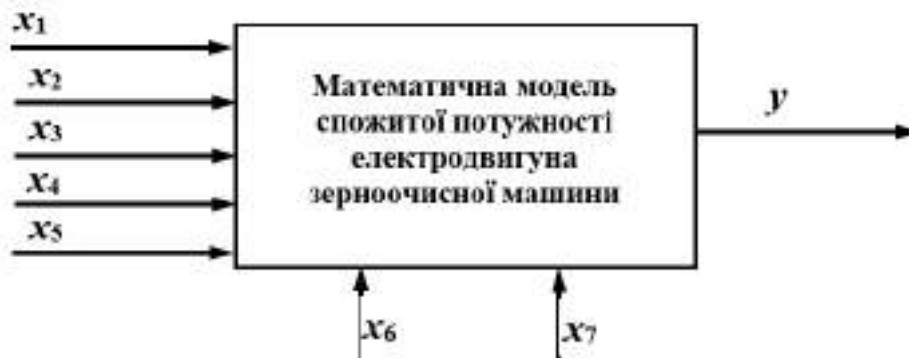 x1
x2
x3
x4
x5
Математична модель
спожитої потужності
електродвигуна
зерноочисної машини
y
x6
x7